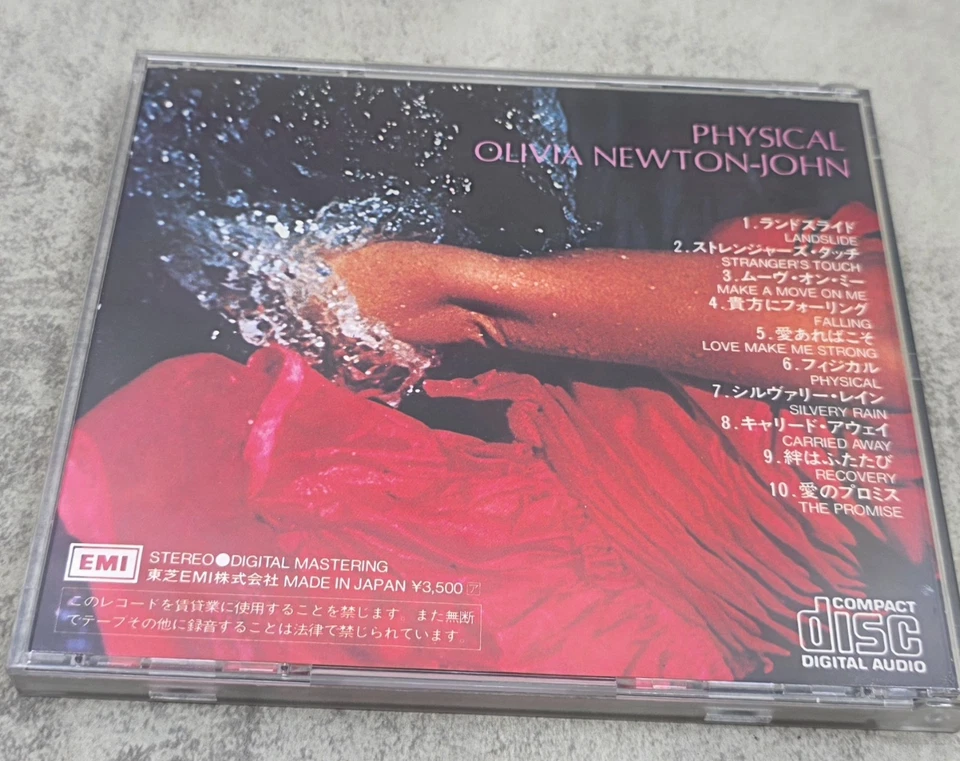 PHYSICAL
OLIVIA NEWTON-JOHN
1.ランドスライド
LANDSLIDE
2.ストレンジャーズ・タッチ
STRANGER'S TOUCH
3.ムーヴ・オン・ミー
MAKE A MOVE ON ME
4.貴方にフォーリング
FALLING
5.愛あればこそ
LOVE MAKE ME STRONG
6.フィジカル
PHYSICAL
7.シルヴァリー・レイン
SILVERY RAIN
8.キャリード・アウェイ
CARRIED AWAY
9.絆はふたたび
RECOVERY
10.愛のプロミス
THE PROMISE
EMI
STEREO●DIGITAL MASTERING
東芝EMI株式会社 MADE IN JAPAN ¥3,500 ア
このレコードを賃貸業に使用することを禁じます。また無断
でテープその他に録音することは法律で禁じられています。
COMPACT
disc
DIGITAL AUDIO